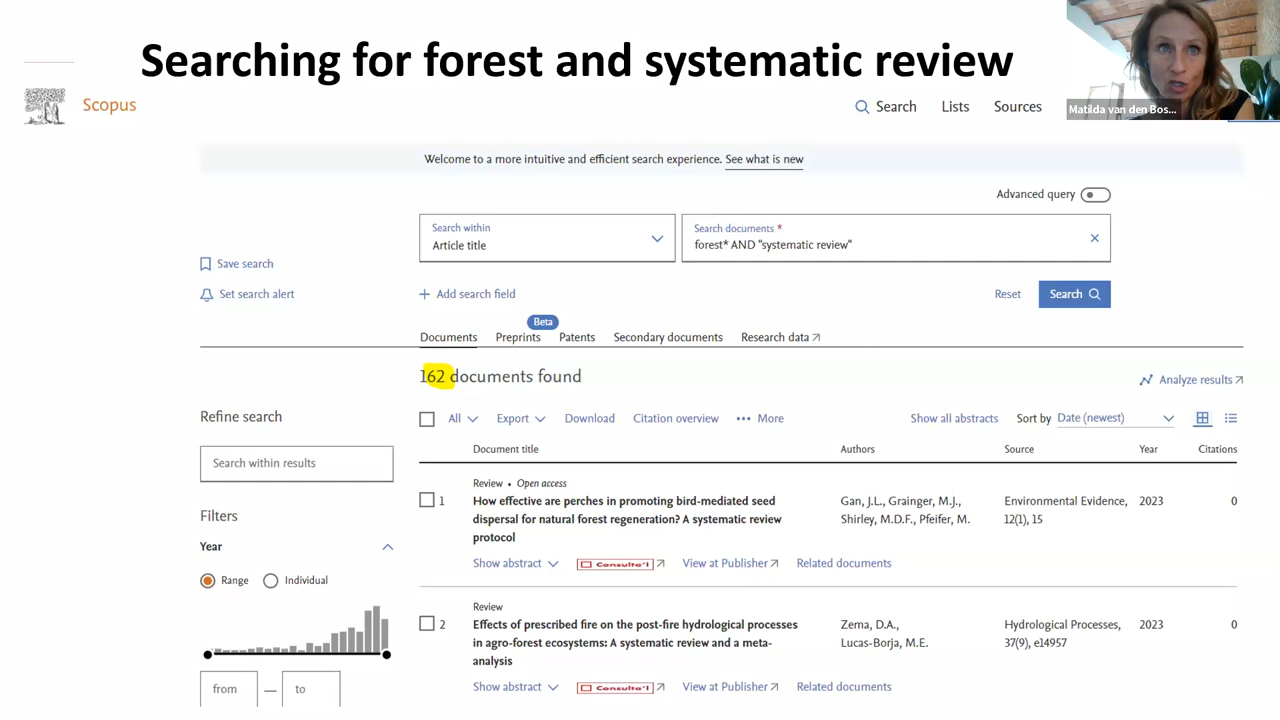 Searching for forest and systematic review
Matilda van den Bos...
Scopus
Search Lists Sources
Welcome to a more intuitive and efficient search experience. See what is new
Advanced query
Search within
Article title
Search documents *
forest* AND "systematic review"
Save search
Set search alert
Add search field
Reset
Search
Beta
Documents Preprints Patents Secondary documents Research data
162 documents found
Analyze results
Refine search
Search within results
Filters
Year
Range Individual
from — to
All Export Download Citation overview ••• More
Show all abstracts Sort by Date (newest)
Document title Authors Source Year Citations
Review • Open access
1 How effective are perches in promoting bird-mediated seed Gan, J.L., Grainger, M.J., Environmental Evidence, 2023 0
dispersal for natural forest regeneration? A systematic review Shirley, M.D.F., Pfeifer, M. 12(1), 15
protocol
Show abstract Consulta'l View at Publisher Related documents
Review
2 Effects of prescribed fire on the post-fire hydrological processes Zema, D.A., Hydrological Processes, 2023 0
in agro-forest ecosystems: A systematic review and a meta- Lucas-Borja, M.E. 37(9), e14957
analysis
Show abstract Consulta'l View at Publisher Related documents